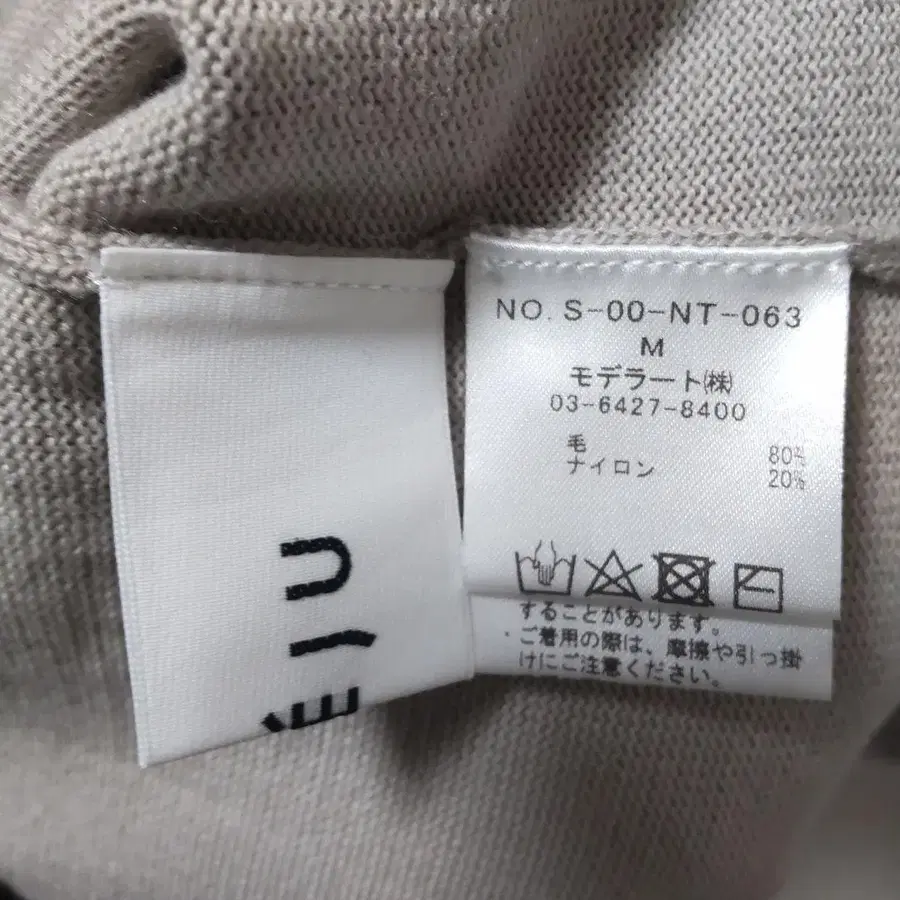 NO. S-00-NT-063
M
モデラート㈱
03-6427-8400
毛 80%
ナイロン 20%
することがあります。
・ご着用の際は、摩擦や引っ掛
けにご注意ください。